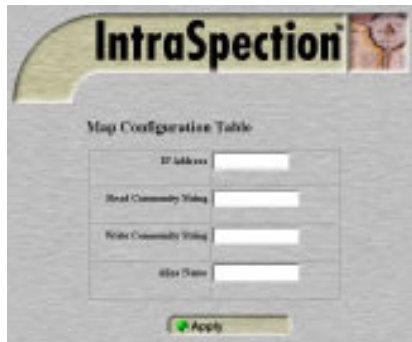 IntraSpection
Map Configuration Table
IP Address
Read Community String
Write Community String
Alias Name
Apply